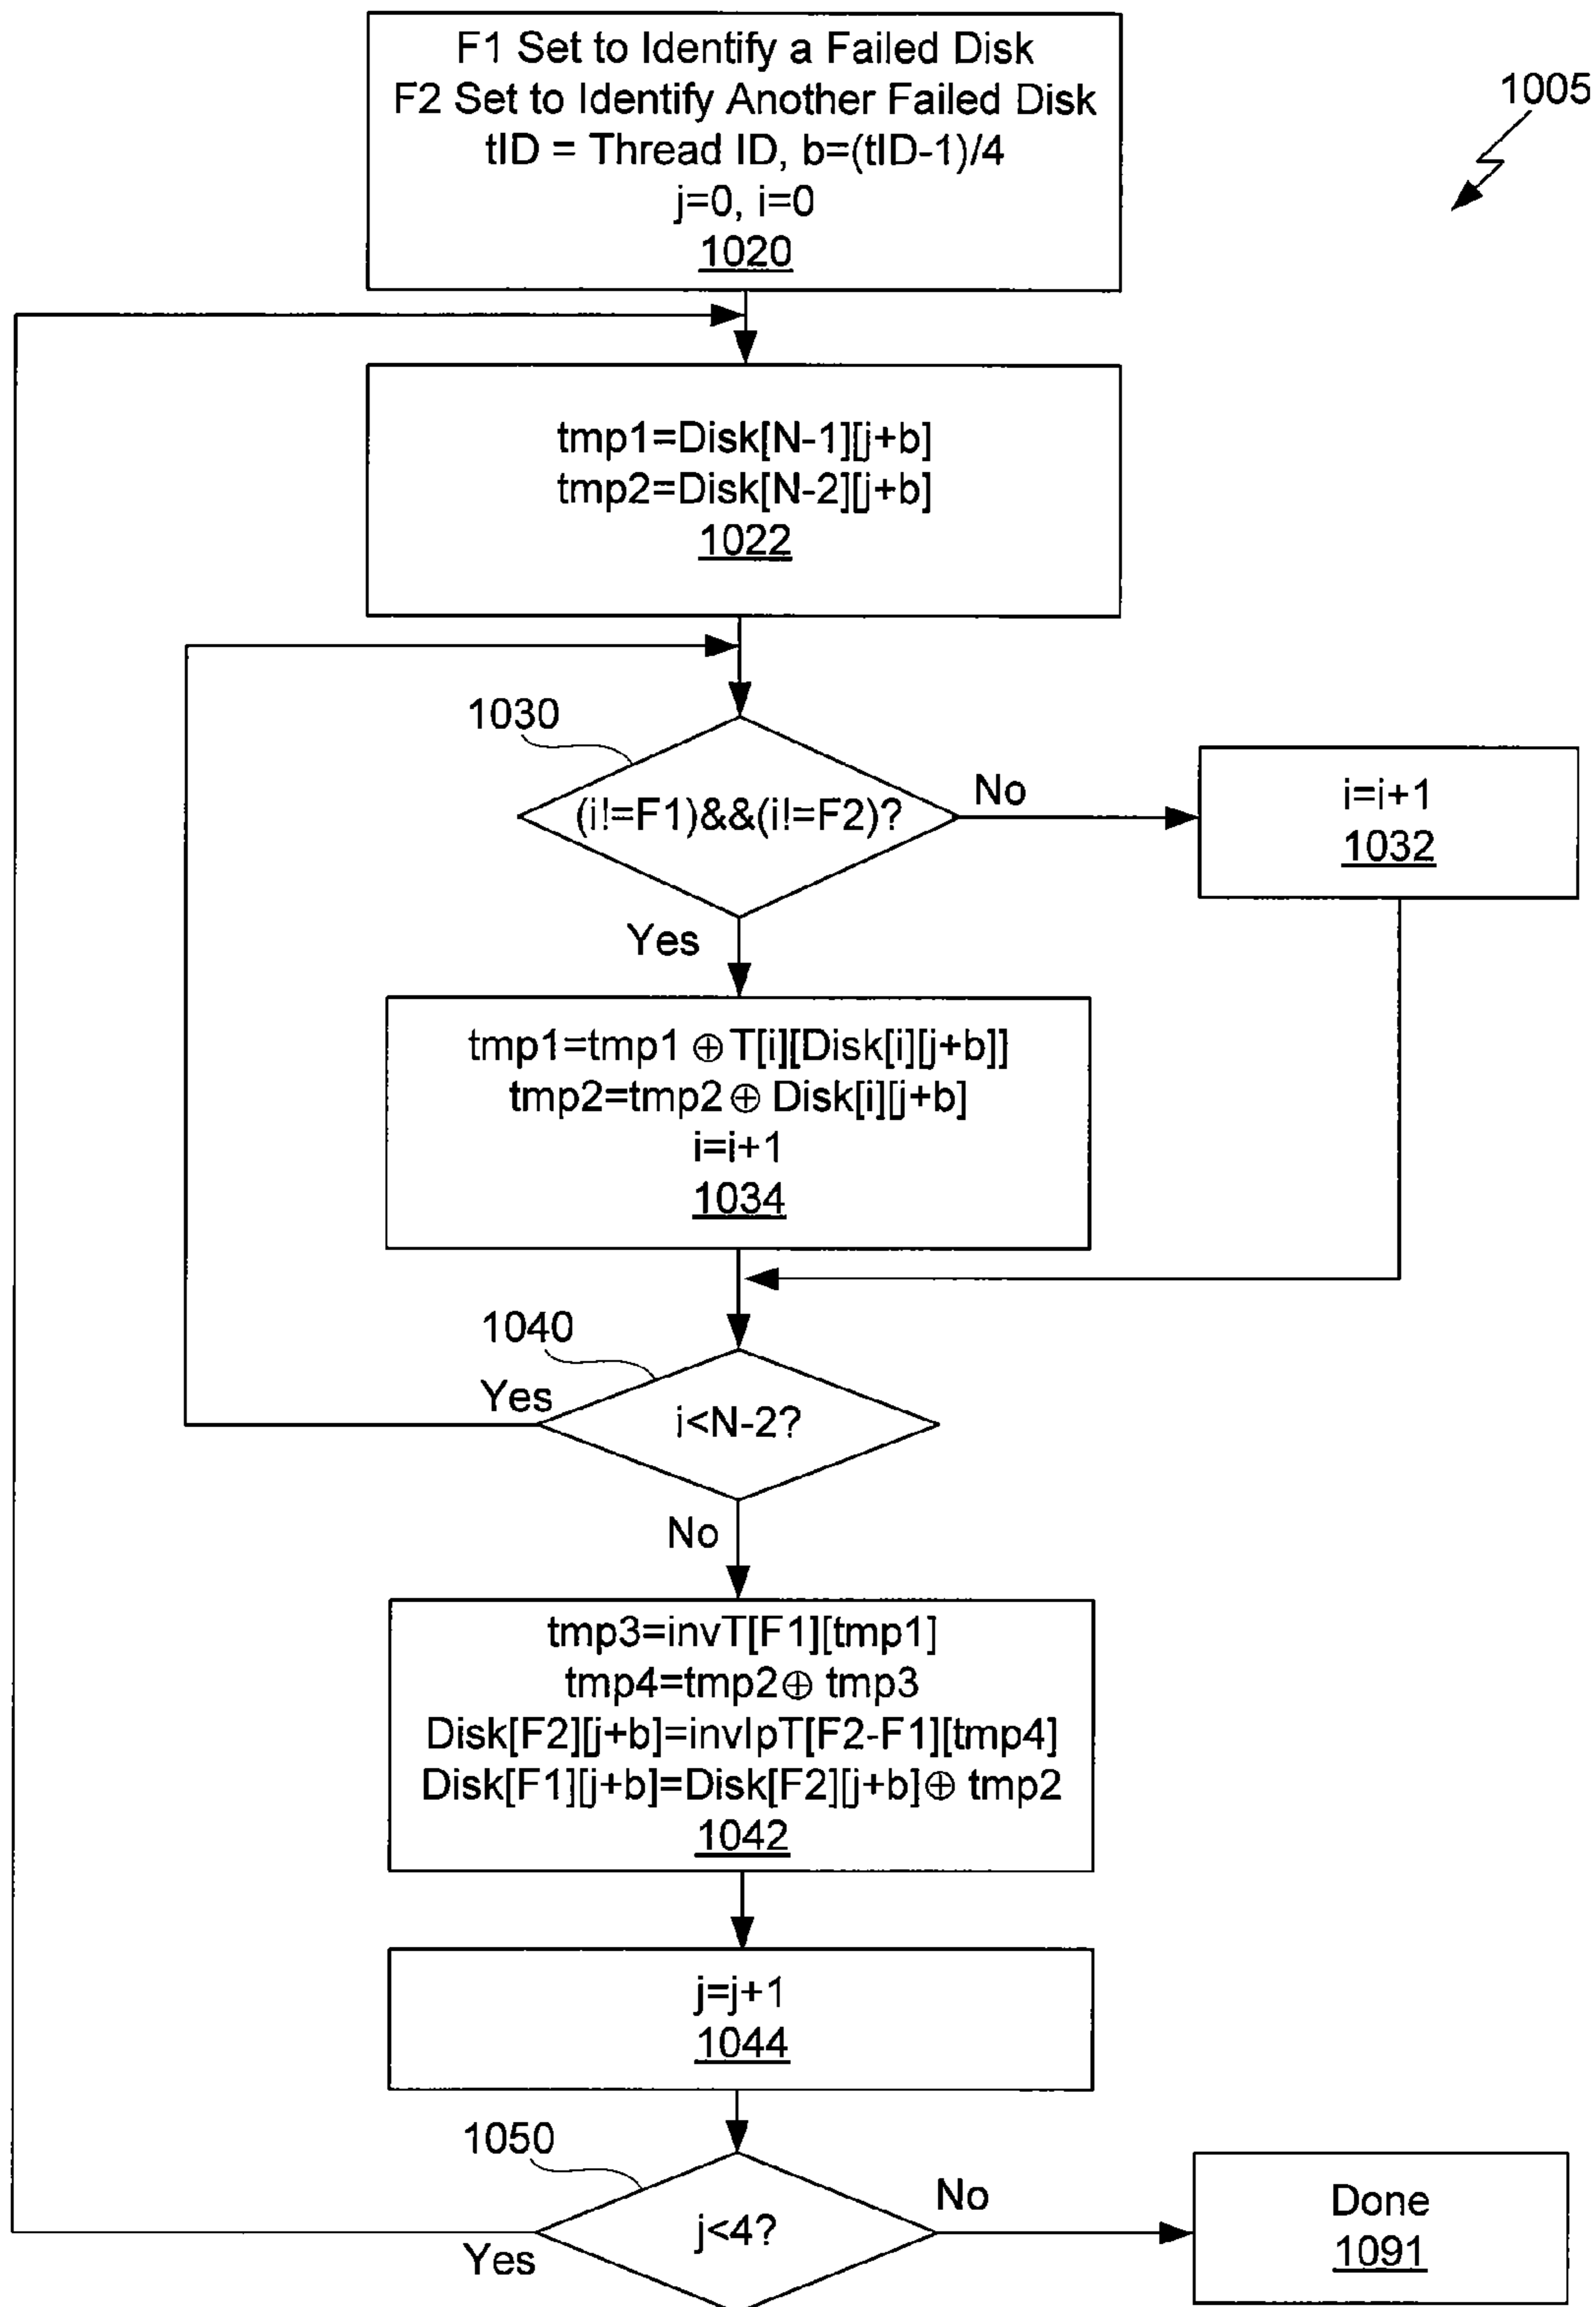 F1 Set to Identify a Failed Disk
F2 Set to Identify Another Failed Disk
tID = Thread ID, b=(tID-1)/4
j=0, i=0
1020
1005
tmp1=Disk[N-1][j+b]
tmp2=Disk[N-2][j+b]
1022
1030
(i!=F1)&&(i!=F2)?
No
i=i+1
1032
Yes
tmp1=tmp1 ⊕ T[i][Disk[i][j+b]]
tmp2=tmp2 ⊕ Disk[i][j+b]
i=i+1
1034
1040
Yes
i<N-2?
No
tmp3=invT[F1][tmp1]
tmp4=tmp2 ⊕ tmp3
Disk[F2][j+b]=invIpT[F2-F1][tmp4]
Disk[F1][j+b]=Disk[F2][j+b] ⊕ tmp2
1042
j=j+1
1044
1050
j<4?
No
Yes
Done
1091